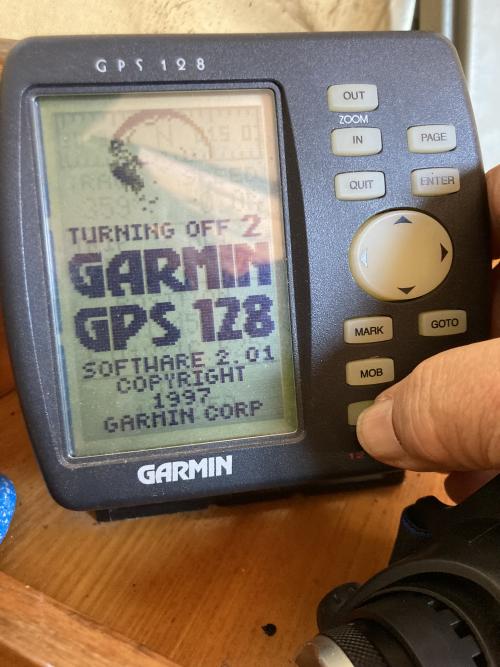 GPS 128
TURNING OFF 2
GARMIN
GPS 128
SOFTWARE 2.01
COPYRIGHT
1997
GARMIN CORP
GARMIN
OUT
ZOOM
IN
PAGE
QUIT
ENTER
MARK
GOTO
MOB